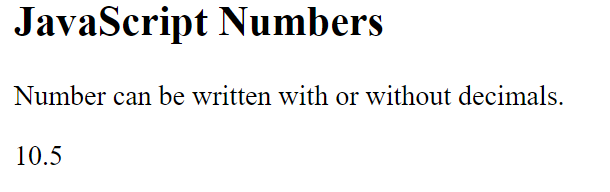 JavaScript Numbers
Number can be written with or without decimals.
10.5